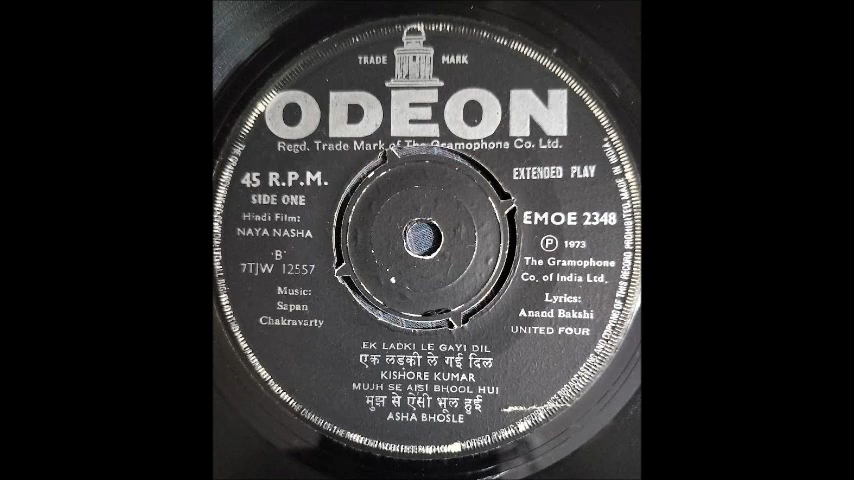 TRADE MARK
ODEON
Regd. Trade Mark of The Gramophone Co. Ltd.
45 R.P.M.
SIDE ONE
Hindi Film:
NAYA NASHA
'B'
7TJW 12557
Music:
Sapan
Chakravarty
EXTENDED PLAY
EMOE 2348
Ⓟ 1973
The Gramophone
Co. of India Ltd.
Lyrics:
Anand Bakshi
UNITED FOUR
EK LADKI LE GAYI DIL
एक लड़की ले गई दिल
KISHORE KUMAR
MUJH SE AISI BHOOL HUI
मुझ से ऐसी भूल हुई
ASHA BHOSLE